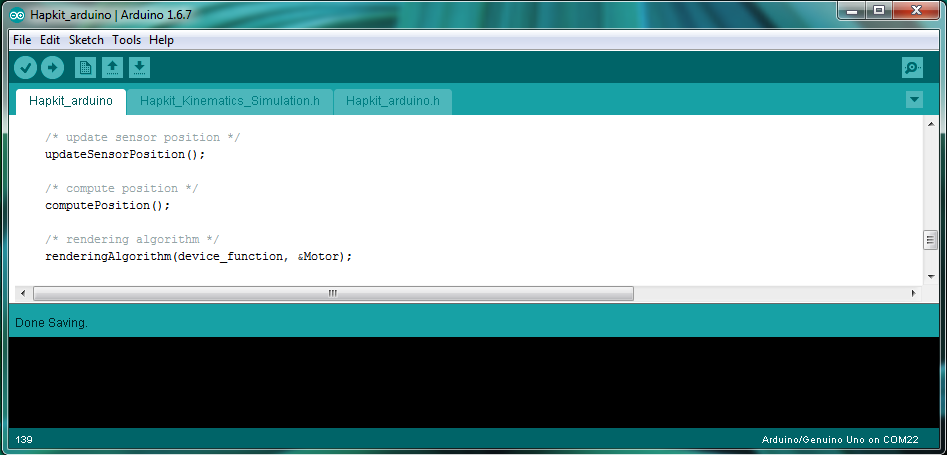 Hapkit_arduino | Arduino 1.6.7
File Edit Sketch Tools Help
Hapkit_arduino Hapkit_Kinematics_Simulation.h Hapkit_arduino.h
/* update sensor position */
updateSensorPosition();
/* compute position */
computePosition();
/* rendering algorithm */
renderingAlgorithm(device_function, &Motor);
Done Saving.
139 Arduino/Genuino Uno on COM22